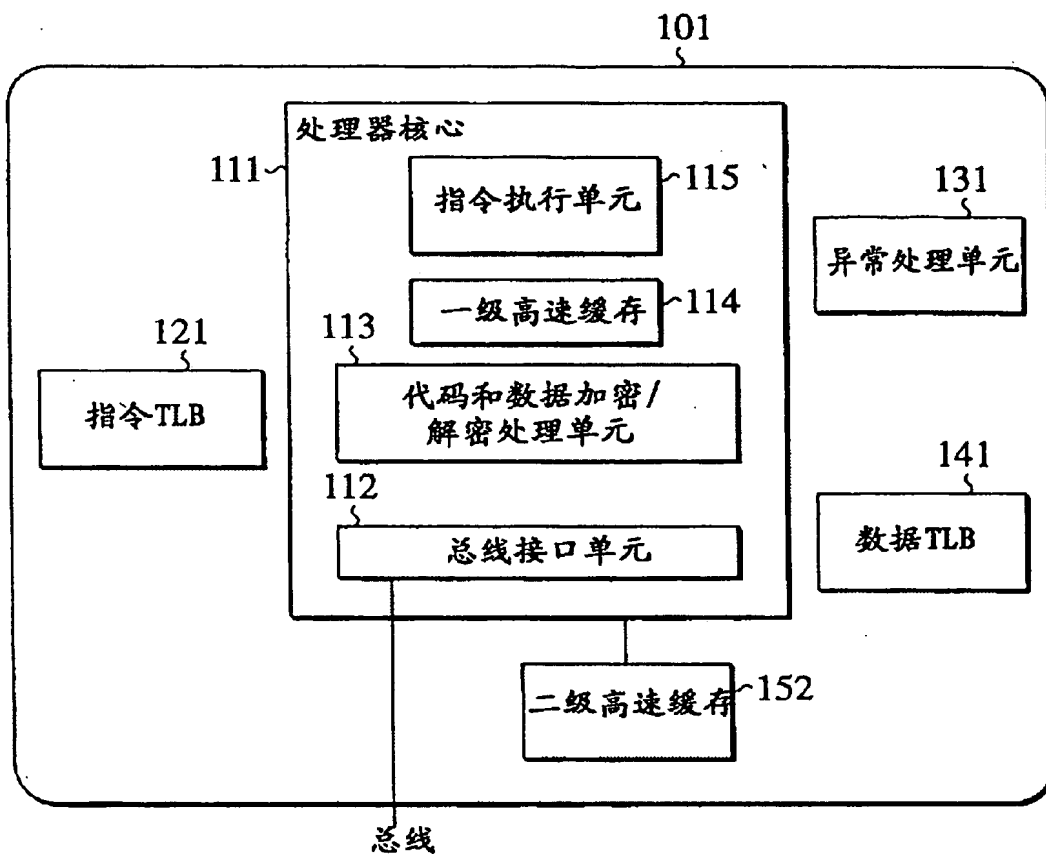 101
处理器核心
111
指令执行单元
115
131
异常处理单元
一级高速缓存
114
121
指令TLB
113
代码和数据加密/
解密处理单元
141
数据TLB
112
总线接口单元
二级高速缓存
152
总线